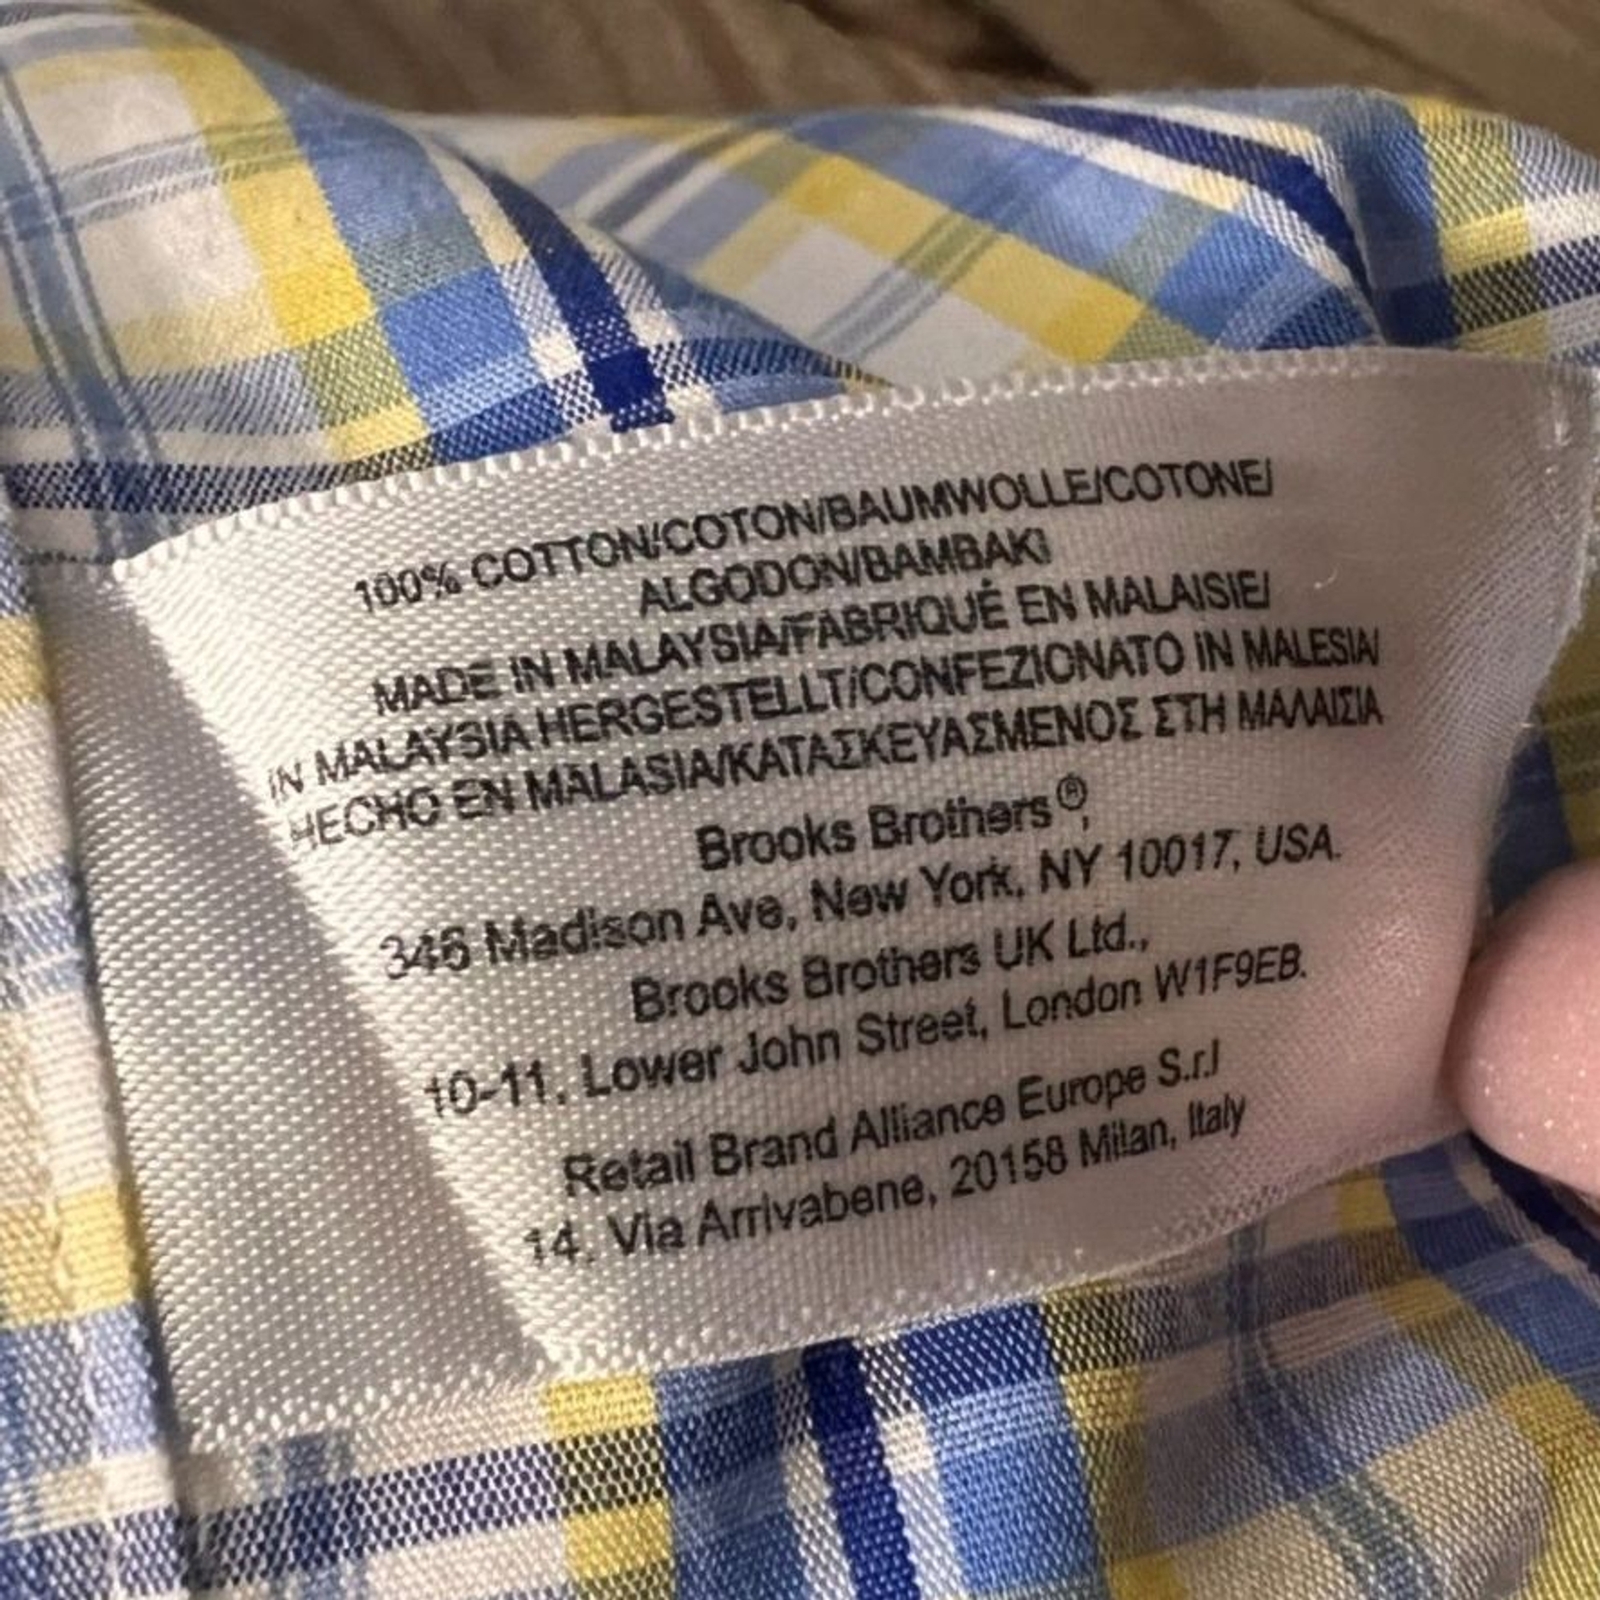 100% COTTON/COTON/BAUMWOLLE/COTONE/
ALGODON/BAMBAKI
MADE IN MALAYSIA/FABRIQUÉ EN MALAISIE/
IN MALAYSIA HERGESTELLT/CONFEZIONATO IN MALESIA/
HECHO EN MALASIA/ΚΑΤΑΣΚΕΥΑΣΜΕΝΟΣ ΣΤΗ ΜΑΛΑΙΣΙΑ
Brooks Brothers®,
346 Madison Ave, New York, NY 10017, USA.
Brooks Brothers UK Ltd.,
10-11, Lower John Street, London W1F9EB.
Retail Brand Alliance Europe S.r.l
14, Via Arrivabene, 20158 Milan, Italy